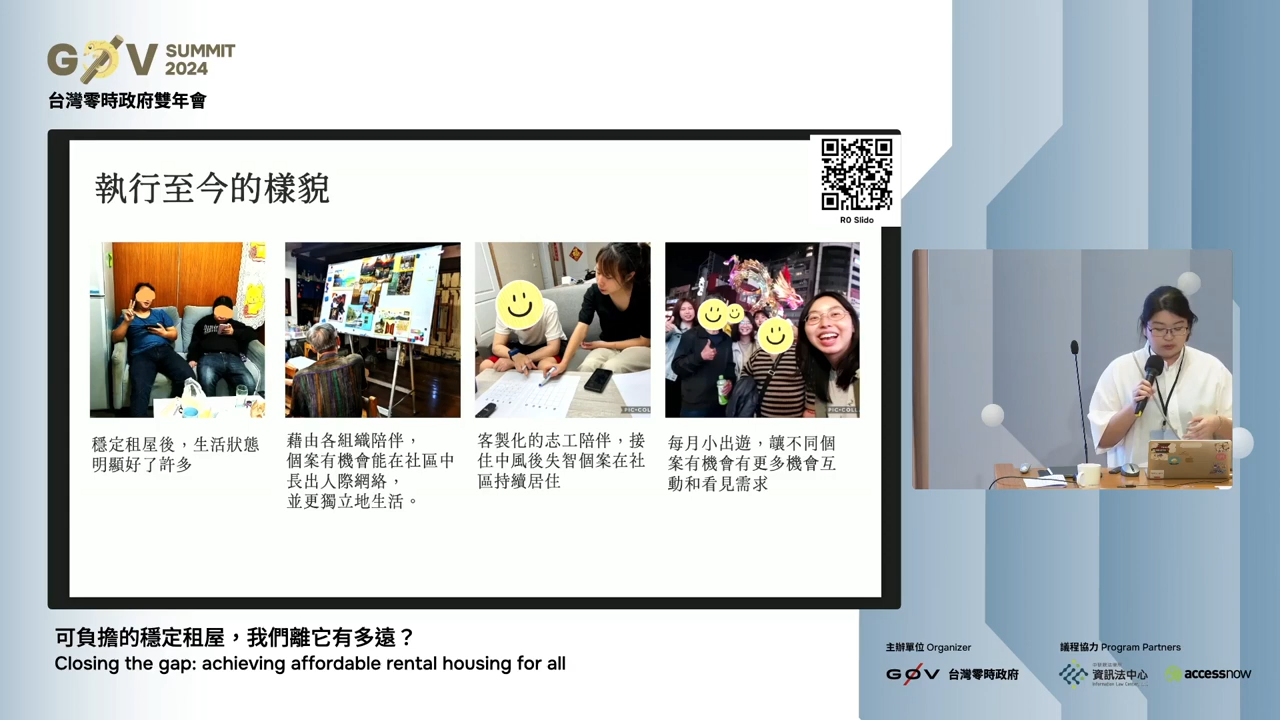 G0V SUMMIT 2024
台灣零時政府雙年會
執行至今的樣貌
R0 Slido
穩定租屋後，生活狀態
明顯好了許多
藉由各組織陪伴，
個案有機會能在社區中
長出人際網絡，
並更獨立地生活。
PIC•COL
客製化的志工陪伴，接
住中風後失智個案在社
區持續居住
PIC•COL
每月小出遊，讓不同個
案有機會有更多機會互
動和看見需求
可負擔的穩定租屋，我們離它有多遠？
Closing the gap: achieving affordable rental housing for all
主辦單位 Organizer
G0V 台灣零時政府
議程協力 Program Partners
資訊法中心
Information Law Center
accessnow